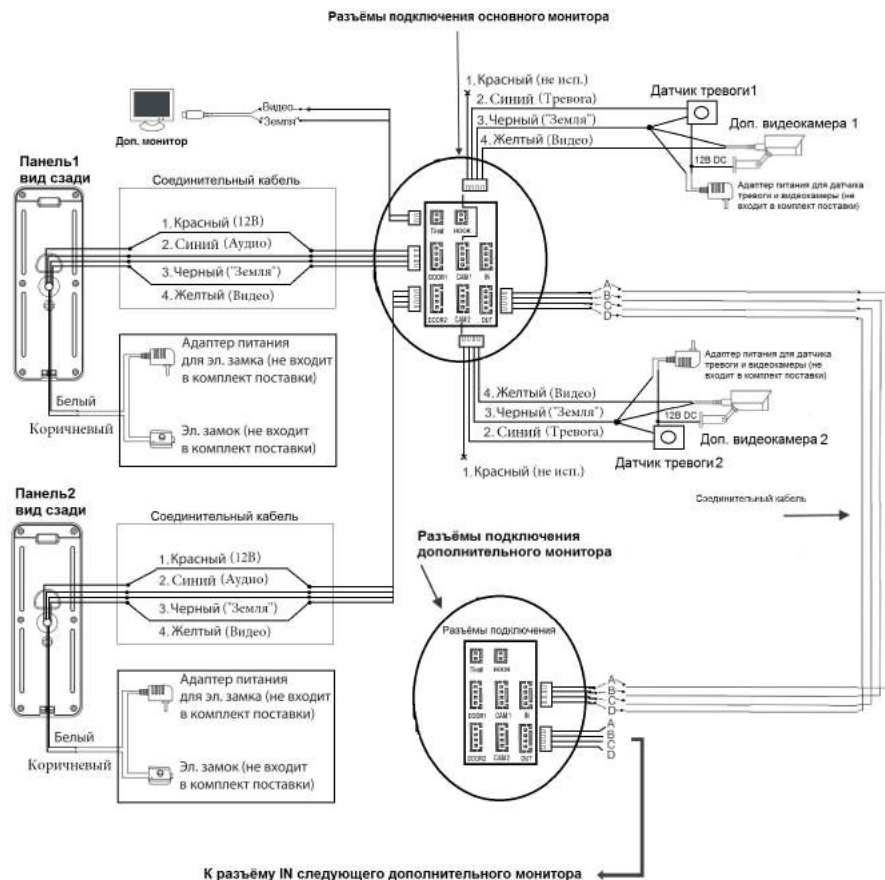 Разъёмы подключения основного монитора
1. Красный (не исп.)
2. Синий (Тревога)
3. Черный ("Земля")
4. Желтый (Видео)
Датчик тревоги1
Доп. видеокамера 1
12В DC
Адаптер питания для датчика
тревоги и видеокамеры (не
входит в комплект поставки)
Видео
"Земля"
Доп. монитор
Панель1
вид сзади
Соединительный кабель
1. Красный (12В)
2. Синий (Аудио)
3. Черный ("Земля")
4. Желтый (Видео)
HOOK
DOOR1
CAM1
IN
DOOR2
CAM2
OUT
A
B
C
D
Адаптер питания
для эл. замка (не входит
в комплект поставки)
Белый
Коричневый
Эл. замок (не входит
в комплект поставки)
Адаптер питания для датчика
тревоги и видеокамеры (не
входит в комплект поставки)
4. Желтый (Видео)
3. Черный ("Земля")
2. Синий (Тревога)
1. Красный (не исп.)
12В DC
Доп. видеокамера 2
Датчик тревоги2
Соединительный кабель
Панель2
вид сзади
Соединительный кабель
1. Красный (12В)
2. Синий (Аудио)
3. Черный ("Земля")
4. Желтый (Видео)
Адаптер питания
для эл. замка (не входит
в комплект поставки)
Белый
Коричневый
Эл. замок (не входит
в комплект поставки)
Разъёмы подключения
дополнительного монитора
Разъёмы подключения
HOOK
DOOR1
CAM1
IN
DOOR2
CAM2
OUT
A
B
C
D
A
B
C
D
К разъёму IN следующего дополнительного монитора